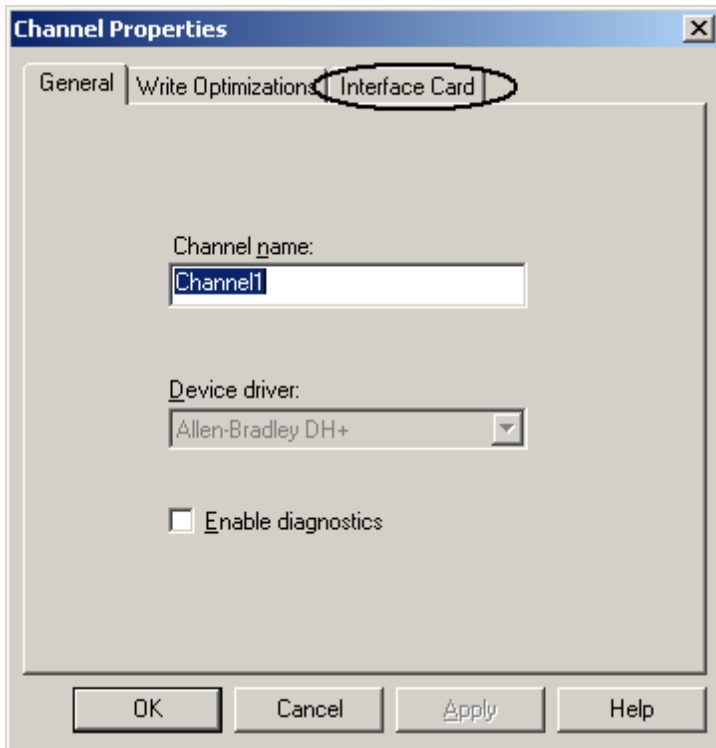 Channel Properties
General Write Optimizations Interface Card
Channel name:
Channel1
Device driver:
Allen-Bradley DH+
Enable diagnostics
OK Cancel Apply Help